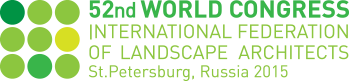 52nd WORLD CONGRESS
INTERNATIONAL FEDERATION
OF LANDSCAPE ARCHITECTS
St.Petersburg, Russia 2015